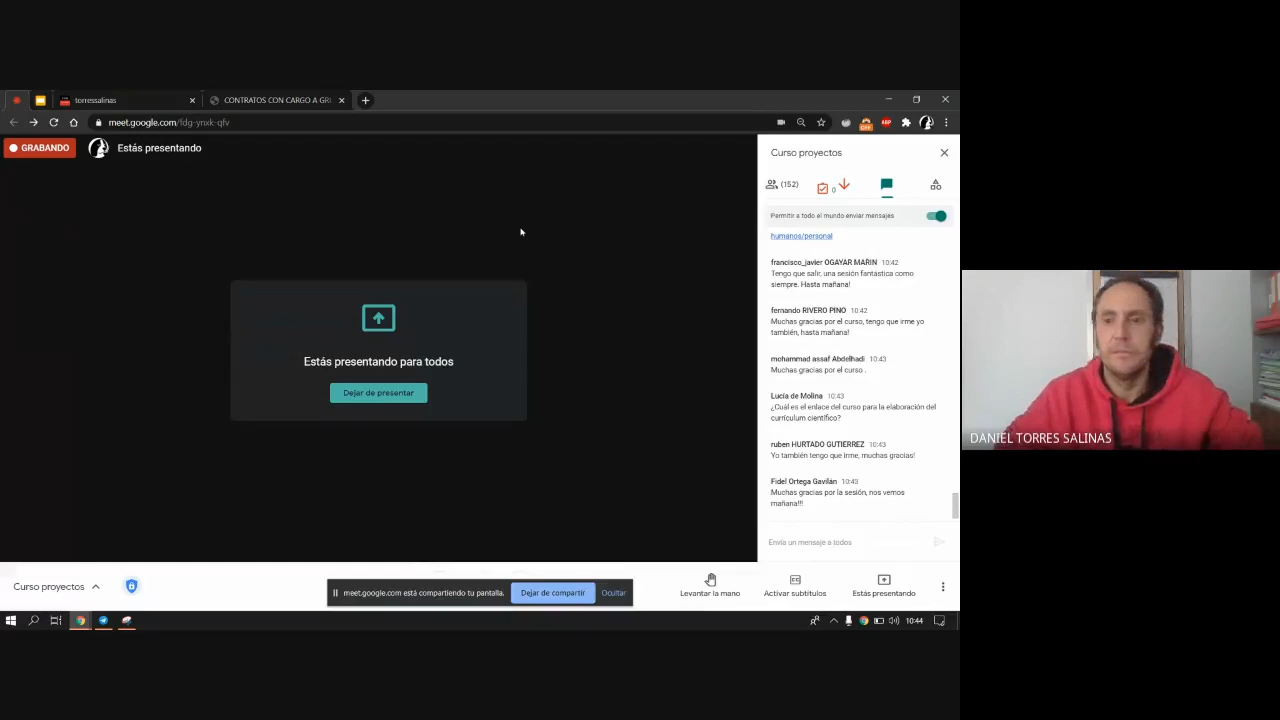 torressalinas
CONTRATOS CON CARGO A GR
meet.google.com/fdg-ynxk-qfv
OFF
ABP
GRABANDO
Estás presentando
Curso proyectos
(152)
0
Permitir a todo el mundo enviar mensajes
humanos/personal
francisco_javier OGAYAR MARIN 10:42
Tengo que salir, una sesión fantástica como
siempre. Hasta mañana!
fernando RIVERO PINO 10:42
Muchas gracias por el curso, tengo que irme yo
también, hasta mañana!
mohammad assaf Abdelhadi 10:43
Muchas gracias por el curso .
Lucía de Molina 10:43
¿Cuál es el enlace del curso para la elaboración del
currículum científico?
ruben HURTADO GUTIERREZ 10:43
Yo también tengo que irme, muchas gracias!
Fidel Ortega Gavilán 10:43
Muchas gracias por la sesión, nos vemos
mañana!!!
Envía un mensaje a todos
Estás presentando para todos
Dejar de presentar
DANIEL TORRES SALINAS
Curso proyectos
meet.google.com está compartiendo tu pantalla.
Dejar de compartir
Ocultar
Levantar la mano
Activar subtítulos
Estás presentando
10:44